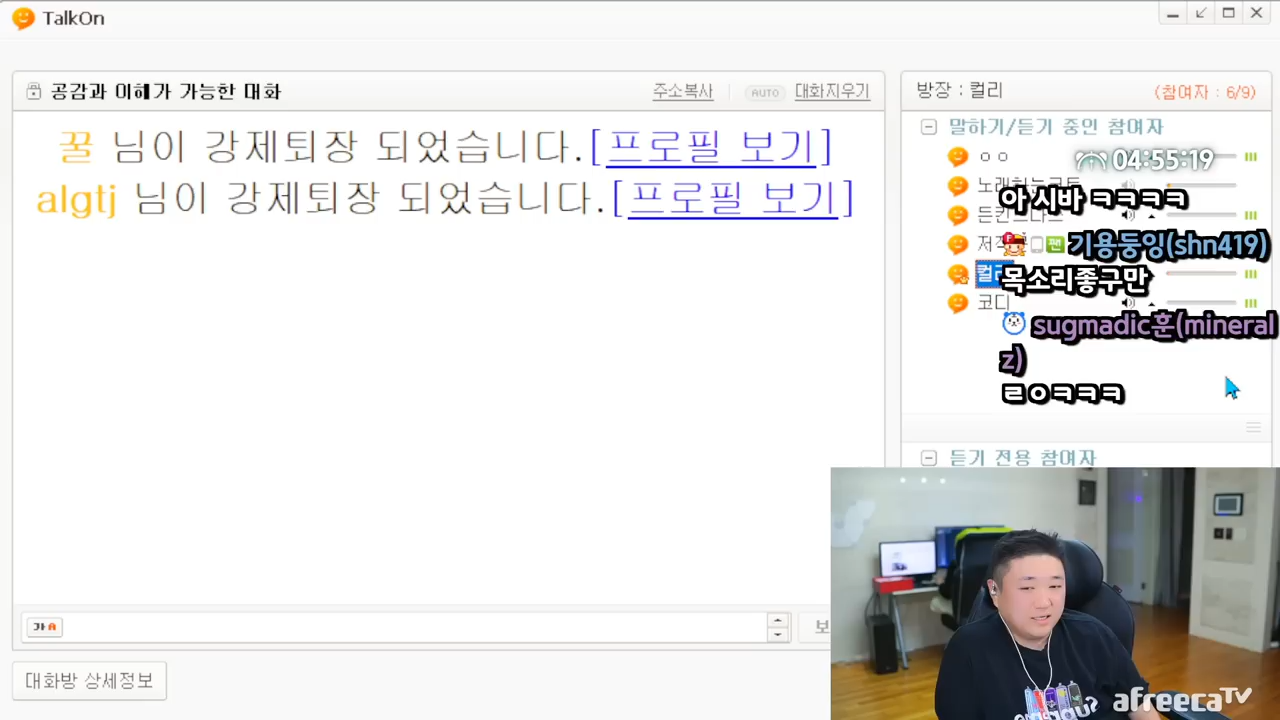 TalkOn
공감과 이해가 가능한 대화
주소복사
AUTO
대화지우기
꿀 님이 강제퇴장 되었습니다.[프로필 보기]
algtj 님이 강제퇴장 되었습니다.[프로필 보기]
가A
대화방 상세정보
방장 : 컬리
(참여자 : 6/9)
말하기/듣기 중인 참여자
ㅇㅇ
04:55:19
아 시바 ㅋㅋㅋㅋ
팬 기용둥잉(shn419)
목소리좋구만
코디
sugmadic훈(mineral
z)
ㄹㅇㅋㅋㅋ
듣기 전용 참여자
afreecaTV